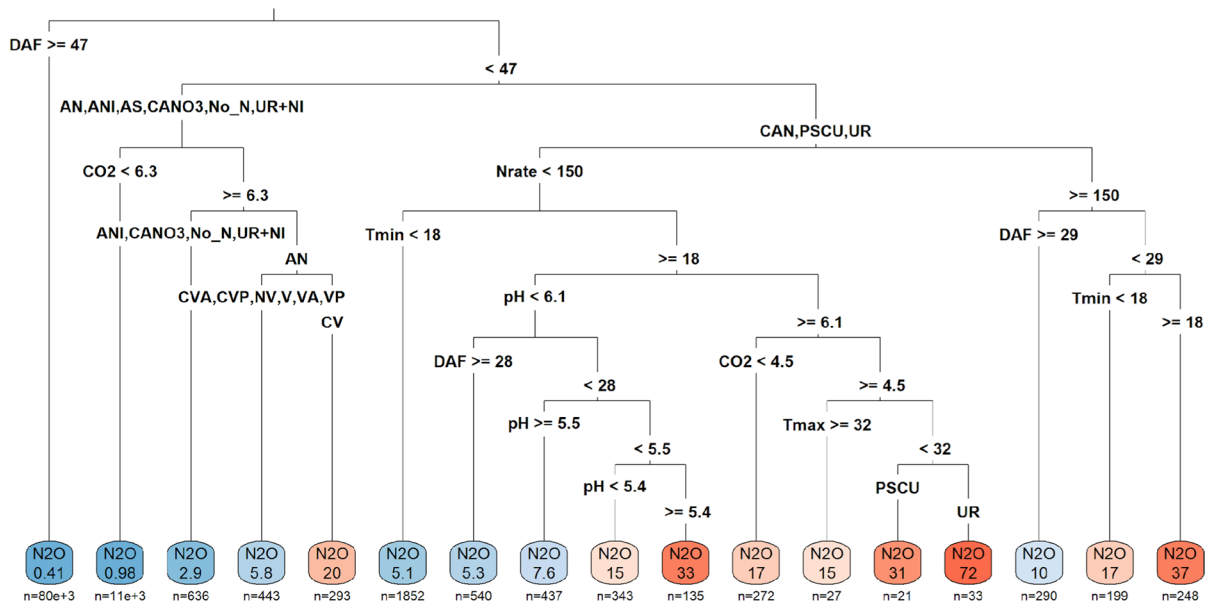 DAF >= 47
< 47
AN,ANI,AS,CANO3,No_N,UR+NI
CAN,PSCU,UR
CO2 < 6.3
>= 6.3
Nrate < 150
>= 150
ANI,CANO3,No_N,UR+NI
AN
Tmin < 18
>= 18
DAF >= 29
< 29
CVA,CVP,NV,V,VA,VP
CV
pH < 6.1
>= 6.1
Tmin < 18
>= 18
DAF >= 28
< 28
CO2 < 4.5
>= 4.5
pH >= 5.5
< 5.5
Tmax >= 32
< 32
pH < 5.4
>= 5.4
PSCU
UR
N2O N2O N2O N2O N2O N2O N2O N2O N2O N2O N2O N2O N2O N2O N2O N2O N2O
0.41 0.98 2.9 5.8 20 5.1 5.3 7.6 15 33 17 15 31 72 10 17 37
n=80e+3 n=11e+3 n=636 n=443 n=293 n=1852 n=540 n=437 n=343 n=135 n=272 n=27 n=21 n=33 n=290 n=199 n=248